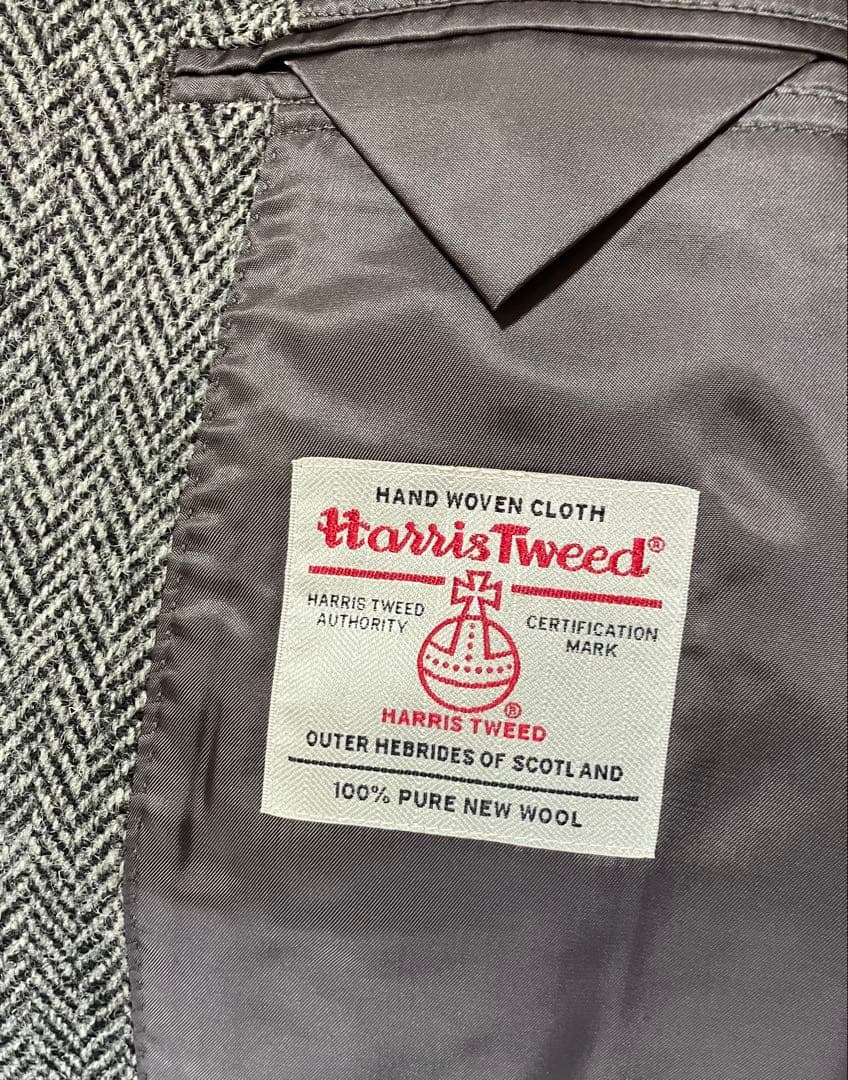 HAND WOVEN CLOTH
Harris Tweed®
HARRIS TWEED
AUTHORITY
CERTIFICATION
MARK
HARRIS TWEED ®
OUTER HEBRIDES OF SCOTLAND
100% PURE NEW WOOL